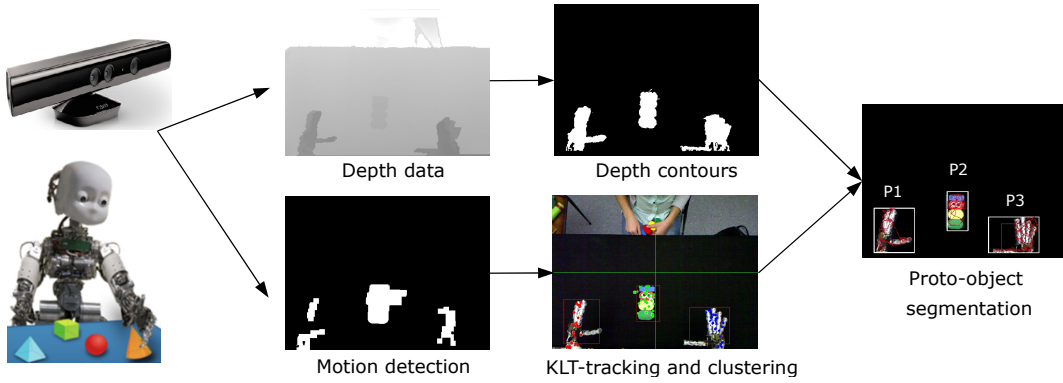 Depth data
Depth contours
P1
P2
P3
Proto-object
segmentation
Motion detection
KLT-tracking and clustering